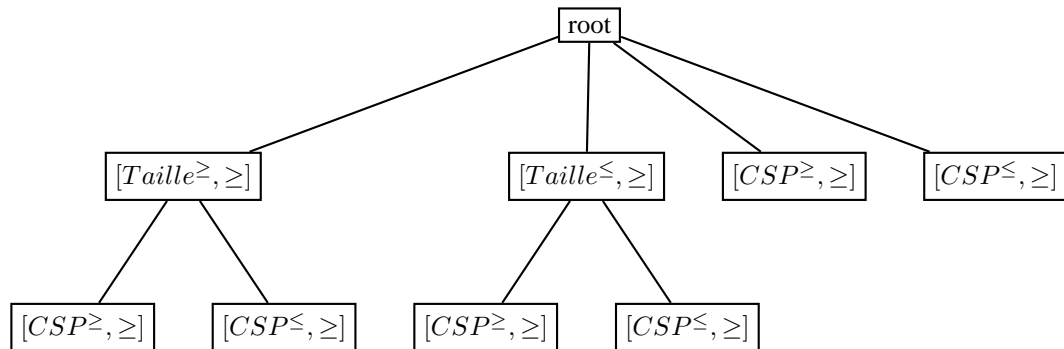 root
[Taille≥, ≥]
[Taille≤, ≥]
[CSP≥, ≥]
[CSP≤, ≥]
[CSP≥, ≥]
[CSP≤, ≥]
[CSP≥, ≥]
[CSP≤, ≥]